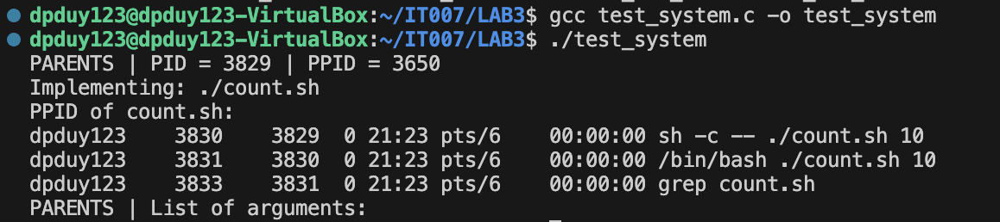 dpduy123@dpduy123-VirtualBox:~/IT007/LAB3$ gcc test_system.c -o test_system
dpduy123@dpduy123-VirtualBox:~/IT007/LAB3$ ./test_system
PARENTS | PID = 3829 | PPID = 3650
Implementing: ./count.sh
PPID of count.sh:
dpduy123    3830    3829  0 21:23 pts/6    00:00:00 sh -c -- ./count.sh 10
dpduy123    3831    3830  0 21:23 pts/6    00:00:00 /bin/bash ./count.sh 10
dpduy123    3833    3831  0 21:23 pts/6    00:00:00 grep count.sh
PARENTS | List of arguments: